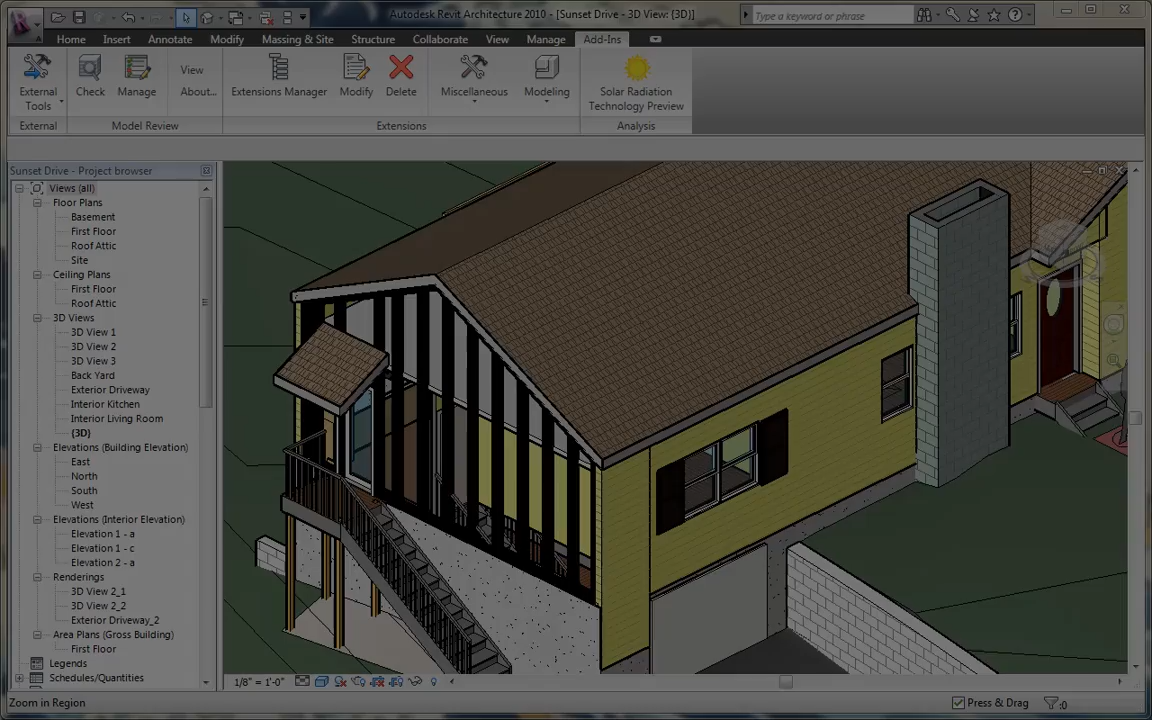 Autodesk Revit Architecture 2010 - [Sunset Drive - 3D View: {3D}]
Type a keyword or phrase
Home Insert Annotate Modify Massing & Site Structure Collaborate View Manage Add-Ins
External Tools
Check
Manage
View
About...
Extensions Manager
Modify
Delete
Miscellaneous
Modeling
Solar Radiation
Technology Preview
External
Model Review
Extensions
Analysis
Sunset Drive - Project browser
Views (all)
Floor Plans
Basement
First Floor
Roof Attic
Site
Ceiling Plans
First Floor
Roof Attic
3D Views
3D View 1
3D View 2
3D View 3
Back Yard
Exterior Driveway
Interior Kitchen
Interior Living Room
{3D}
Elevations (Building Elevation)
East
North
South
West
Elevations (Interior Elevation)
Elevation 1 - a
Elevation 1 - c
Elevation 2 - a
Renderings
3D View 2_1
3D View 2_2
Exterior Driveway_2
Area Plans (Gross Building)
First Floor
Legends
Schedules/Quantities
1/8" = 1'-0"
Zoom in Region
Press & Drag
:0